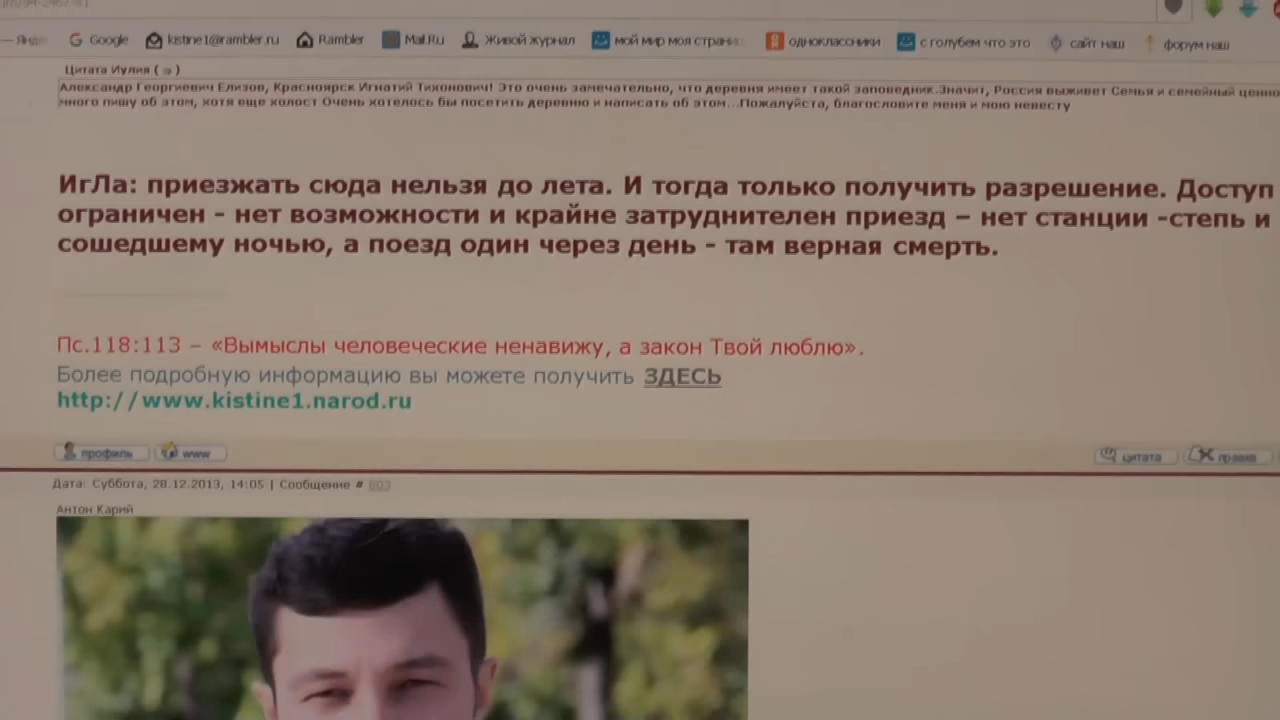 Google kistine1@rambler.ru Rambler Mail.Ru Живой журнал мой мир моя страниц одноклассники с голубем что это сайт наш форум наш
Цитата Иулия ( )
Александр Георгиевич Елизов, Красноярск Игнатий Тихонович! Это очень замечательно, что деревня имеет такой заповедник.Значит, Россия выживет Семья и семейный ценно
много пишу об этом, хотя еще холост Очень хотелось бы посетить деревню и написать об этом...Пожалуйста, благословите меня и мою невесту
ИгЛа: приезжать сюда нельзя до лета. И тогда только получить разрешение. Доступ
ограничен - нет возможности и крайне затруднителен приезд – нет станции -степь и
сошедшему ночью, а поезд один через день - там верная смерть.
Пс.118:113 – «Вымыслы человеческие ненавижу, а закон Твой люблю».
Более подробную информацию вы можете получить ЗДЕСЬ
http://www.kistine1.narod.ru
профиль www цитата правка
Дата: Суббота, 28.12.2013, 14:05 | Сообщение # 603
Антон Карий